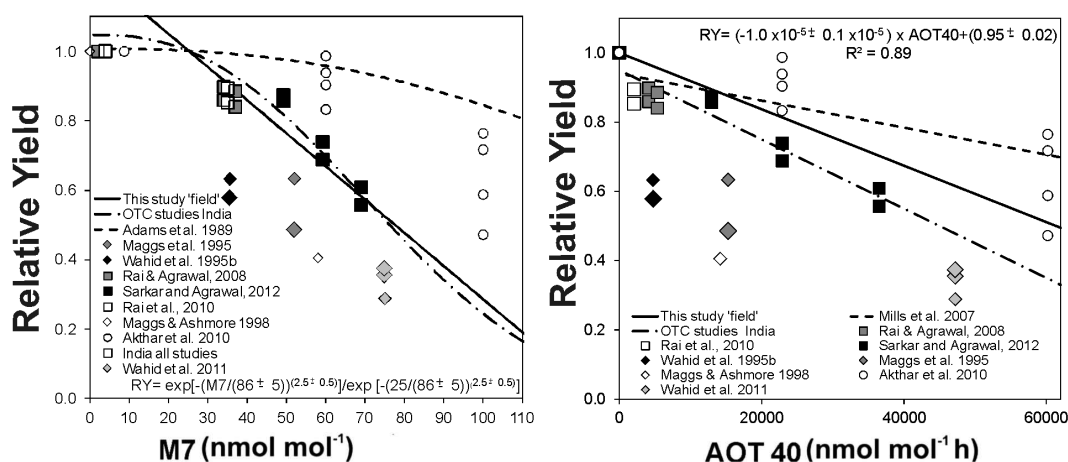 Relative Yield
1.0
0.8
0.6
0.4
0.2
0.0
This study 'field'
OTC studies India
Adams et al. 1989
Maggs et al. 1995
Wahid et al. 1995b
Rai & Agrawal, 2008
Sarkar and Agrawal, 2012
Rai et al., 2010
Maggs & Ashmore 1998
Akthar et al. 2010
India all studies
Wahid et al. 2011
RY= exp[-(M7/(86 ± 5))(2.5 ± 0.5)]/exp [-(25/(86 ± 5))(2.5 ± 0.5)]
0 10 20 30 40 50 60 70 80 90 100 110
M7 (nmol mol-1)
Relative Yield
RY= (-1.0 x10-5 ± 0.1 x10-5) x AOT40+(0.95 ± 0.02)
R2 = 0.89
1.0
0.8
0.6
0.4
0.2
0.0
This study 'field'
OTC studies India
Rai et al., 2010
Wahid et al. 1995b
Maggs & Ashmore 1998
Wahid et al. 2011
Mills et al. 2007
Rai & Agrawal, 2008
Sarkar and Agrawal, 2012
Maggs et al. 1995
Akthar et al. 2010
0 20000 40000 60000
AOT 40 (nmol mol-1 h)